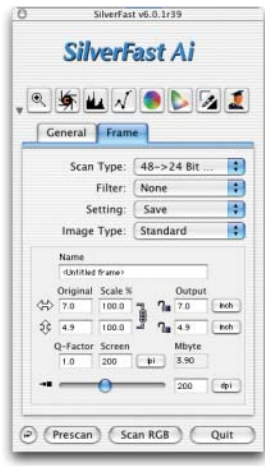 SilverFast v6.0.1r39
SilverFast Ai
General Frame
Scan Type: 48->24 Bit ...
Filter: None
Setting: Save
Image Type: Standard
Name
<Untitled frame>
Original Scale % Output
7.0 100.0 7.0 inch
4.9 100.0 4.9 inch
Q-Factor Screen Mbyte
1.0 200 lpi 3.90
200 dpi
Prescan Scan RGB Quit